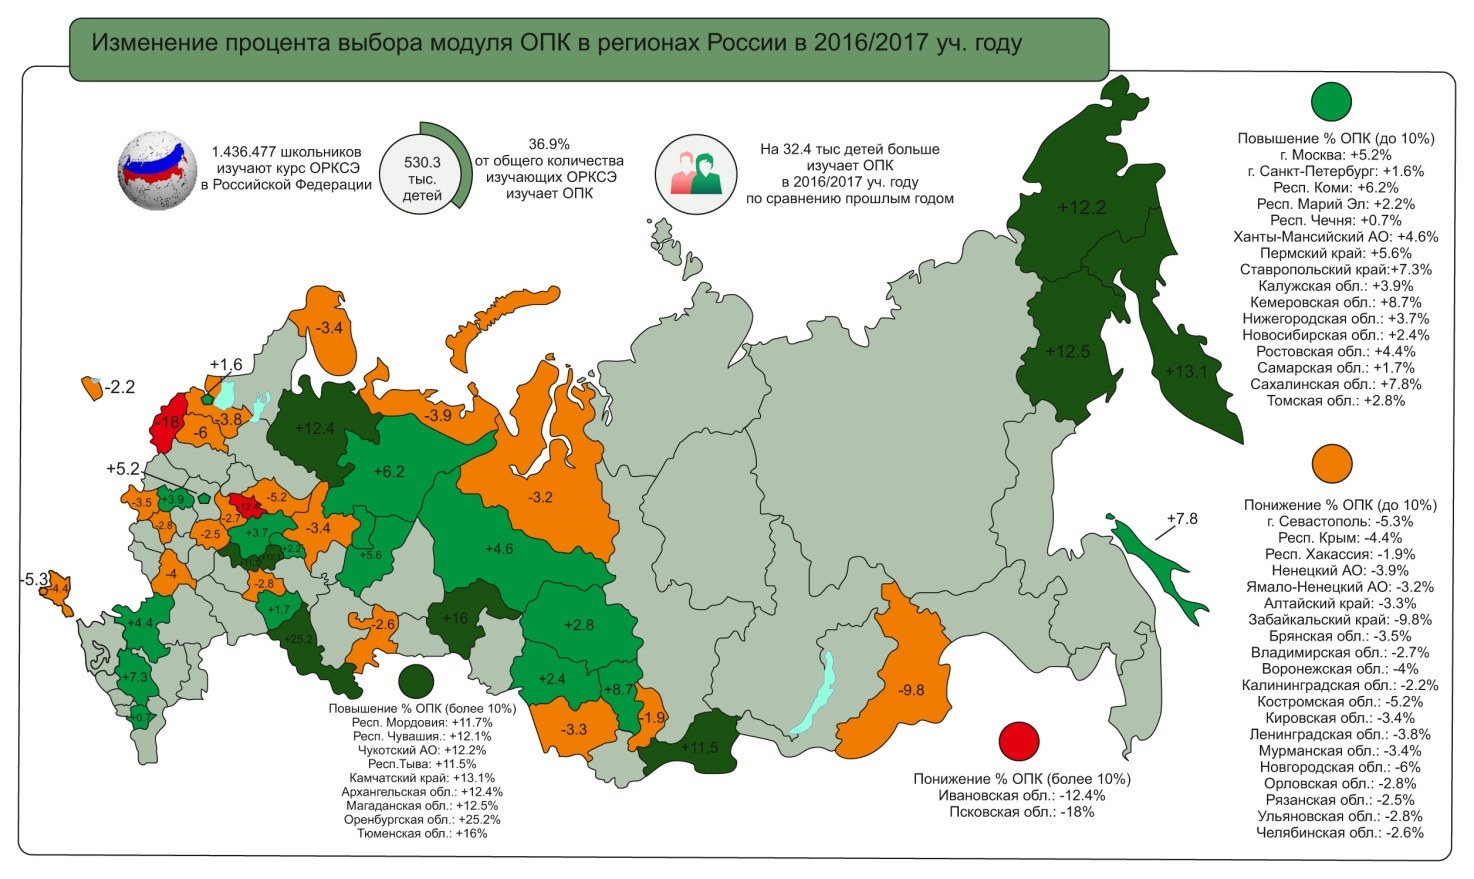 Изменение процента выбора модуля ОПК в регионах России в 2016/2017 уч. году
1.436.477 школьников
изучают курс ОРКСЭ
в Российской Федерации
530.3
тыс.
детей
36.9%
от общего количества
изучающих ОРКСЭ
изучает ОПК
На 32.4 тыс детей больше
изучает ОПК
в 2016/2017 уч. году
по сравнению прошлым годом
Повышение % ОПК (до 10%)
г. Москва: +5.2%
г. Санкт-Петербург: +1.6%
Респ. Коми: +6.2%
Респ. Марий Эл: +2.2%
Респ. Чечня: +0.7%
Ханты-Мансийский АО: +4.6%
Пермский край: +5.6%
Ставропольский край:+7.3%
Калужская обл.: +3.9%
Кемеровская обл.: +8.7%
Нижегородская обл.: +3.7%
Новосибирская обл.: +2.4%
Ростовская обл.: +4.4%
Самарская обл.: +1.7%
Сахалинская обл.: +7.8%
Томская обл.: +2.8%
Понижение % ОПК (до 10%)
г. Севастополь: -5.3%
Респ. Крым: -4.4%
Респ. Хакассия: -1.9%
Ненецкий АО: -3.9%
Ямало-Ненецкий АО: -3.2%
Алтайский край: -3.3%
Забайкальский край: -9.8%
Брянская обл.: -3.5%
Владимирская обл.: -2.7%
Воронежская обл.: -4%
Калининградская обл.: -2.2%
Костромская обл.: -5.2%
Кировская обл.: -3.4%
Ленинградская обл.: -3.8%
Мурманская обл.: -3.4%
Новгородская обл.: -6%
Орловская обл.: -2.8%
Рязанская обл.: -2.5%
Ульяновская обл.: -2.8%
Челябинская обл.: -2.6%
Повышение % ОПК (более 10%)
Респ. Мордовия: +11.7%
Респ. Чувашия.: +12.1%
Чукотский АО: +12.2%
Респ.Тыва: +11.5%
Камчатский край: +13.1%
Архангельская обл.: +12.4%
Магаданская обл.: +12.5%
Оренбургская обл.: +25.2%
Тюменская обл.: +16%
Понижение % ОПК (более 10%)
Ивановская обл.: -12.4%
Псковская обл.: -18%
+12.2
-3.4
+12.5
+1.6
+13.1
-2.2
-18
-3.8
-6
+12.4
-3.9
+5.2
+6.2
-3.5
+3.9
-12.4
-5.2
-3.2
-2.7
-2.8
-2.5
+3.7
-3.4
+7.8
+2.2
+11.7
+12.1
+5.6
+4.6
-4
-2.8
-5.3
-4.4
+1.7
+4.4
+25.2
-2.6
+16
+2.8
+7.3
+2.4
+8.7
-9.8
+0.7
-3.3
-1.9
+11.5